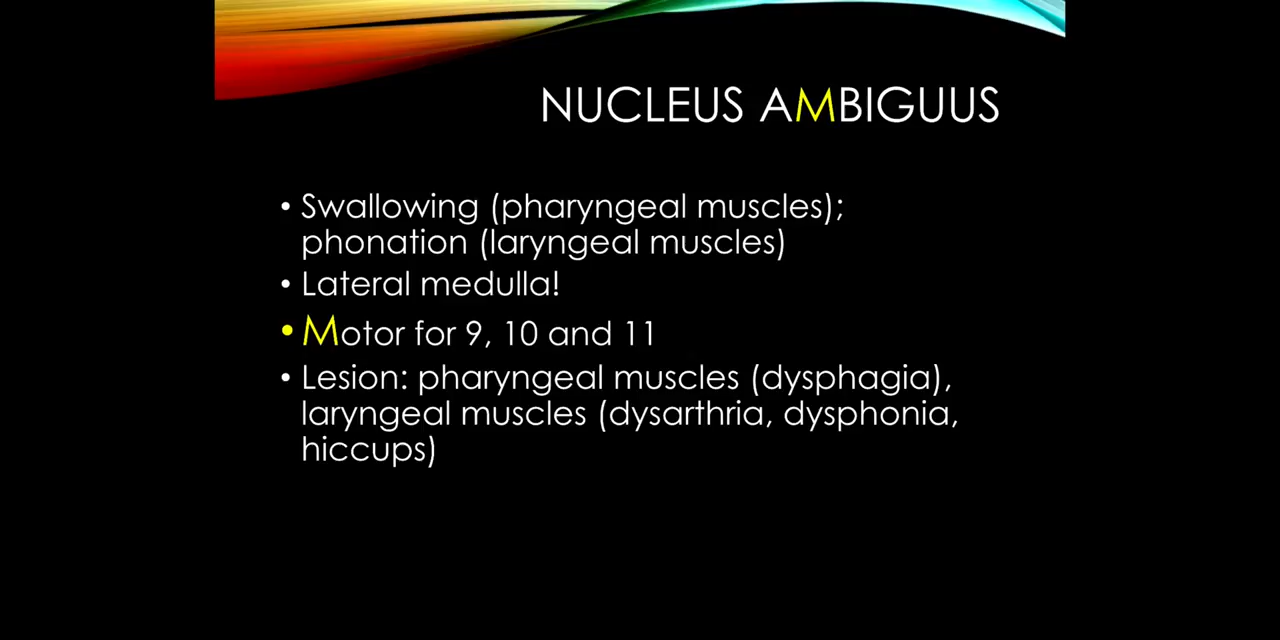 NUCLEUS AMBIGUUS
• Swallowing (pharyngeal muscles);
phonation (laryngeal muscles)
• Lateral medulla!
• Motor for 9, 10 and 11
• Lesion: pharyngeal muscles (dysphagia),
laryngeal muscles (dysarthria, dysphonia,
hiccups)